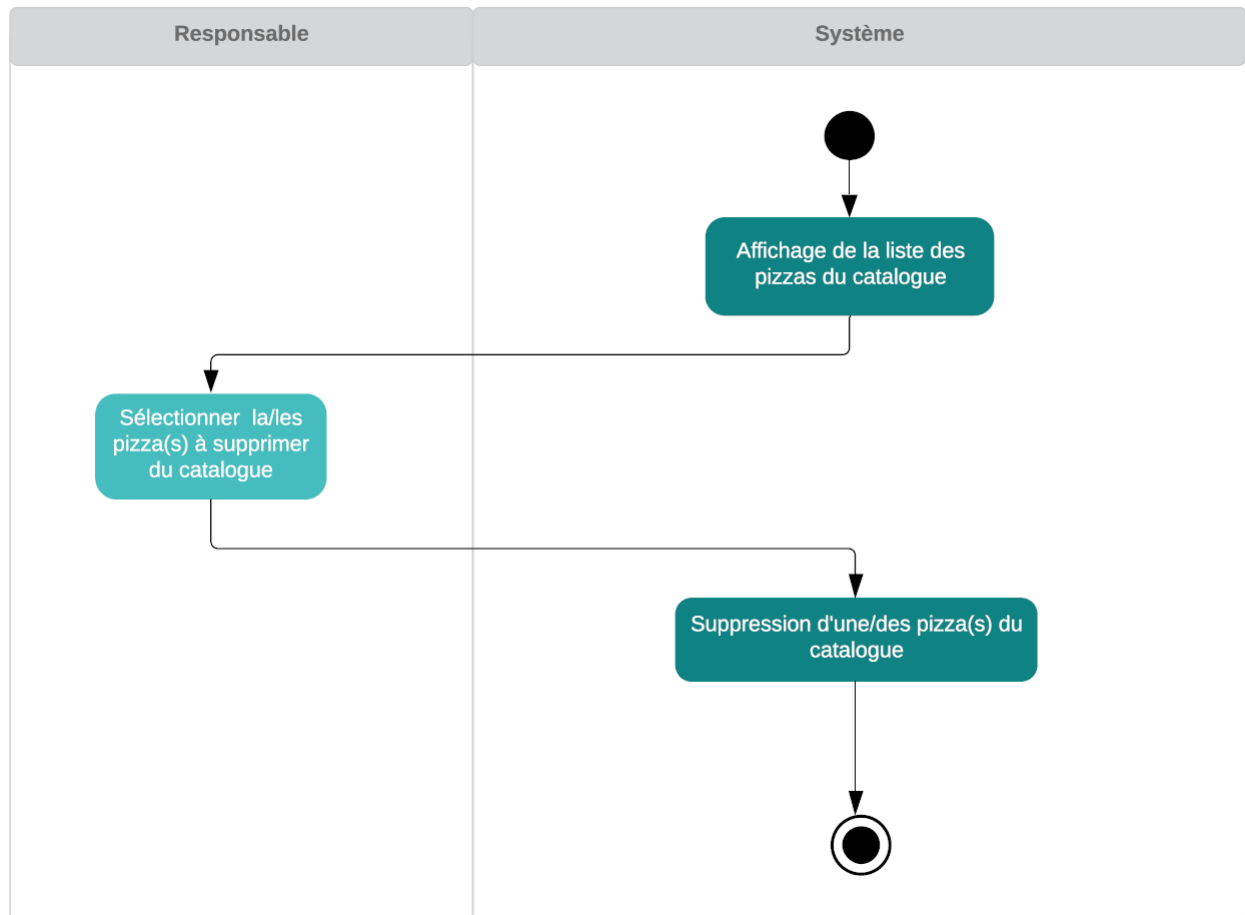 Responsable
Système
Affichage de la liste des
pizzas du catalogue
Sélectionner la/les
pizza(s) à supprimer
du catalogue
Suppression d'une/des pizza(s) du
catalogue